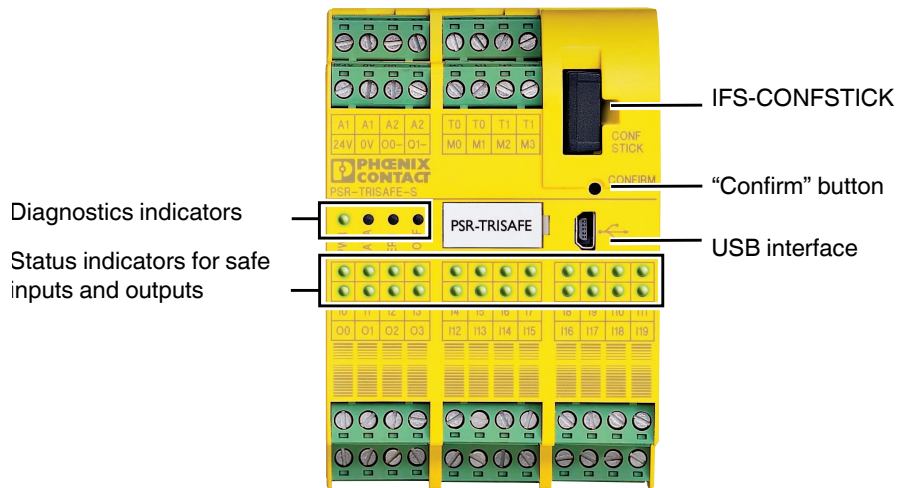 IFS-CONFSTICK
“Confirm” button
USB interface
Diagnostics indicators
Status indicators for safe
inputs and outputs
A1 A1 A2 A2
24V 0V O0- O1-
T0 T0 T1 T1
M0 M1 M2 M3
CONF
STICK
PHŒNIX
CONTACT
PSR-TRISAFE-S
CONFIRM
PSR-TRISAFE
I0 I1 I2 I3
O0 O1 O2 O3
I4 I5 I6 I7
I12 I13 I14 I15
I8 I9 I10 I11
I16 I17 I18 I19